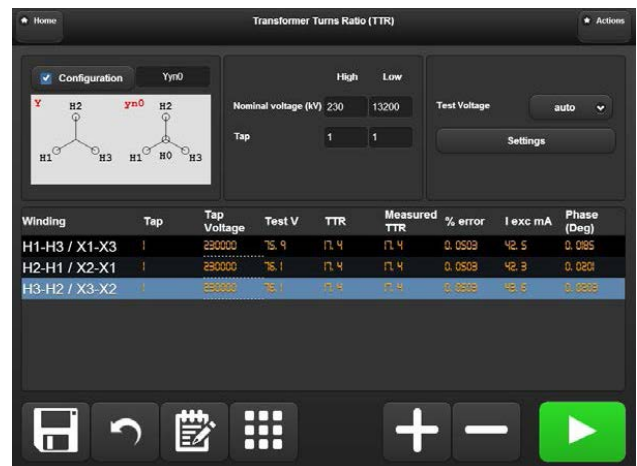 Home Transformer Turns Ratio (TTR) Actions
Configuration Yyn0
High Low
Nominal voltage (kV) 230 13200
Tap 1 1
Test Voltage auto
Settings
Y H2 yn0 H2
H1 H3 H1 H0 H3
Winding Tap Tap Voltage Test V TTR Measured TTR % error I exc mA Phase (Deg)
H1-H3 / X1-X3 1 230000 75.9 17.4 17.4 0.0503 42.5 0.0185
H2-H1 / X2-X1 1 230000 76.1 17.4 17.4 0.0503 42.3 0.0201
H3-H2 / X3-X2 1 230000 76.1 17.4 17.4 0.0503 0.0203